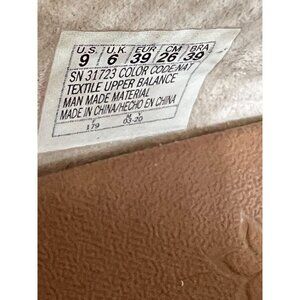 U.S. U.K. EUR CM BRA
9 6 39 26 39
SN 31723 COLOR CODE-NAT
TEXTILE UPPER BALANCE
MAN MADE MATERIAL
MADE IN CHINA/HECHO EN CHINA
179 03-20